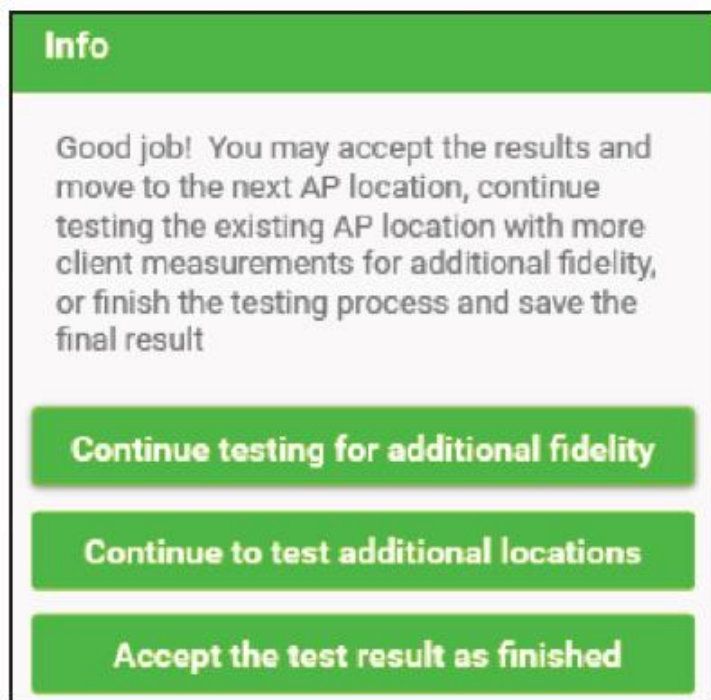 Info
Good job! You may accept the results and
move to the next AP location, continue
testing the existing AP location with more
client measurements for additional fidelity,
or finish the testing process and save the
final result
Continue testing for additional fidelity
Continue to test additional locations
Accept the test result as finished